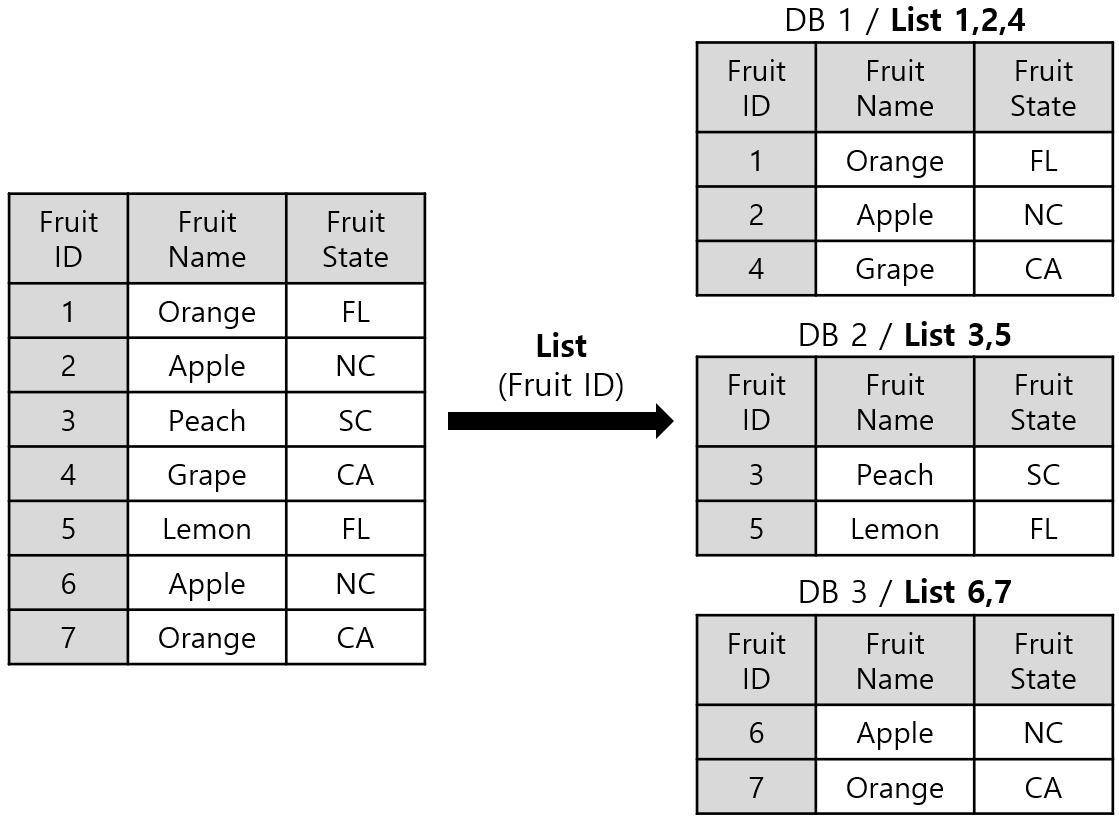 Fruit ID Fruit Name Fruit State
1 Orange FL
2 Apple NC
3 Peach SC
4 Grape CA
5 Lemon FL
6 Apple NC
7 Orange CA
List
(Fruit ID)
DB 1 / List 1,2,4
Fruit ID Fruit Name Fruit State
1 Orange FL
2 Apple NC
4 Grape CA
DB 2 / List 3,5
Fruit ID Fruit Name Fruit State
3 Peach SC
5 Lemon FL
DB 3 / List 6,7
Fruit ID Fruit Name Fruit State
6 Apple NC
7 Orange CA